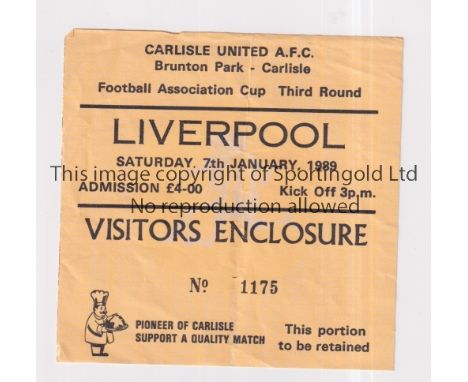 CARLISLE UNITED A.F.C.
Brunton Park - Carlisle
Football Association Cup Third Round
LIVERPOOL
SATURDAY, 7th JANUARY, 1989
This image copyright of Sportingold Ltd
ADMISSION £4-00 Kick Off 3p.m.
No reproduction allowed
VISITORS ENCLOSURE
No 1175
PIONEER OF CARLISLE
SUPPORT A QUALITY MATCH
This portion
to be retained